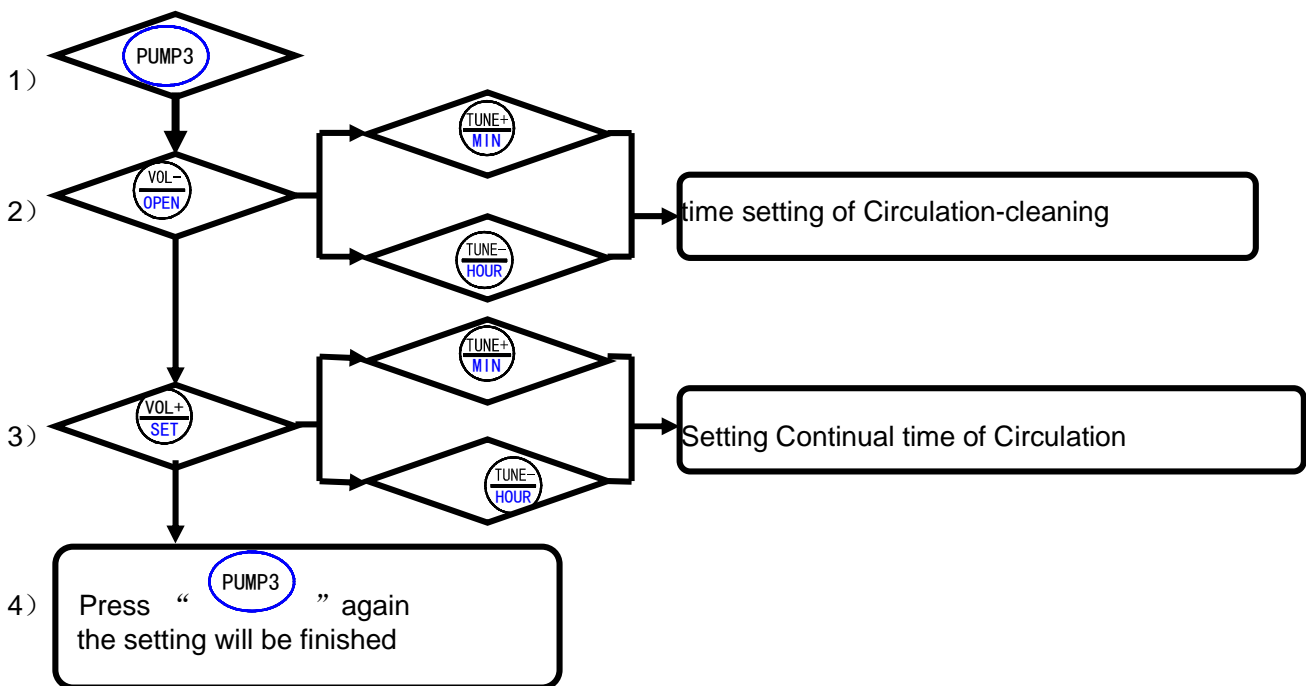 1） PUMP3
TUNE+
MIN
2） VOL-
OPEN
time setting of Circulation-cleaning
TUNE-
HOUR
TUNE+
MIN
3） VOL+
SET
Setting Continual time of Circulation
TUNE-
HOUR
4） Press “ PUMP3 ” again
the setting will be finished